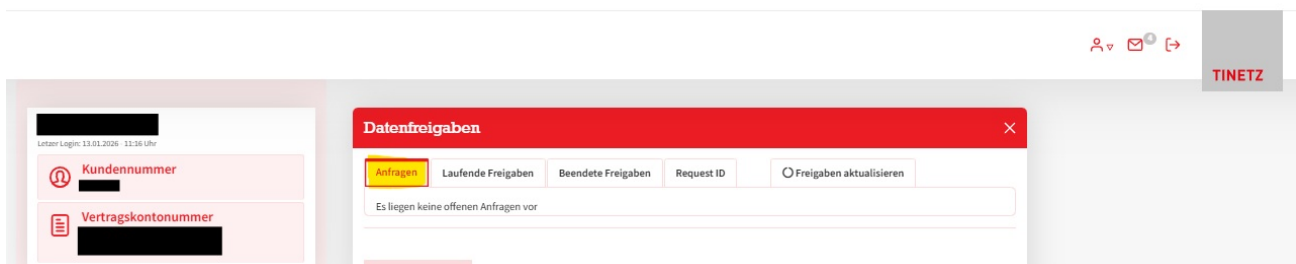 4
TINETZ
Letzer Login: 13.01.2026 - 11:16 Uhr
Kundennummer
Vertragskontonummer
Datenfreigaben
Anfragen Laufende Freigaben Beendete Freigaben Request ID Freigaben aktualisieren
Es liegen keine offenen Anfragen vor